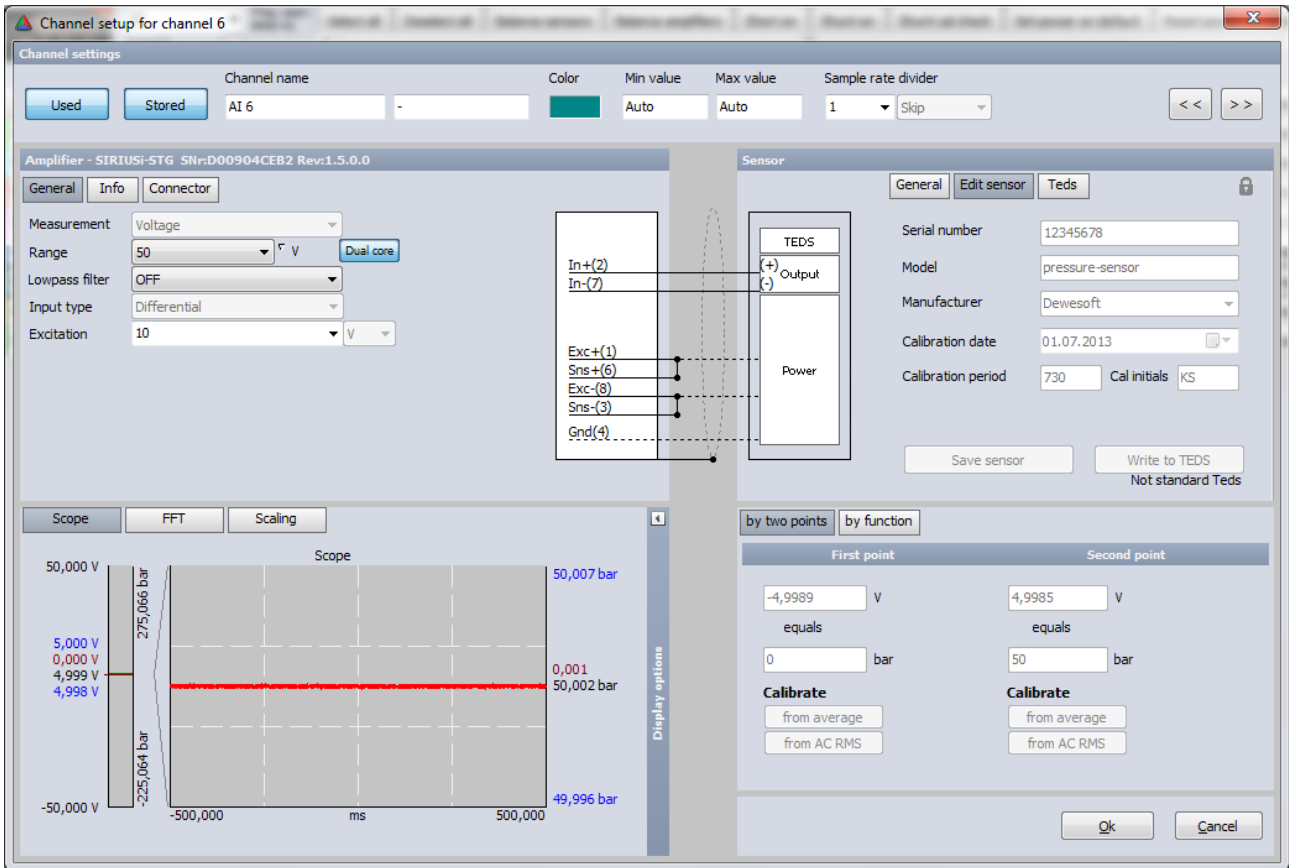 Channel setup for channel 6
Channel settings
Used
Stored
Channel name
AI 6
-
Color
Min value
Auto
Max value
Auto
Sample rate divider
1
Skip
<<
>>
Amplifier - SIRIUSi-STG SNr:D00904CEB2 Rev:1.5.0.0
General
Info
Connector
Measurement
Voltage
Range
50
V
Dual core
Lowpass filter
OFF
Input type
Differential
Excitation
10
V
In+(2)
In-(7)
Exc+(1)
Sns+(6)
Exc-(8)
Sns-(3)
Gnd(4)
TEDS
(+)
Output
(-)
Power
Sensor
General
Edit sensor
Teds
Serial number
12345678
Model
pressure-sensor
Manufacturer
Dewesoft
Calibration date
01.07.2013
Calibration period
730
Cal initials
KS
Save sensor
Write to TEDS
Not standard Teds
Scope
FFT
Scaling
Scope
50,000 V
5,000 V
0,000 V
4,999 V
4,998 V
-50,000 V
275,066 bar
-225,064 bar
50,007 bar
0,001
50,002 bar
49,996 bar
-500,000
ms
500,000
Display options
by two points
by function
First point
Second point
-4,9989
V
4,9985
V
equals
equals
0
bar
50
bar
Calibrate
Calibrate
from average
from average
from AC RMS
from AC RMS
Ok
Cancel